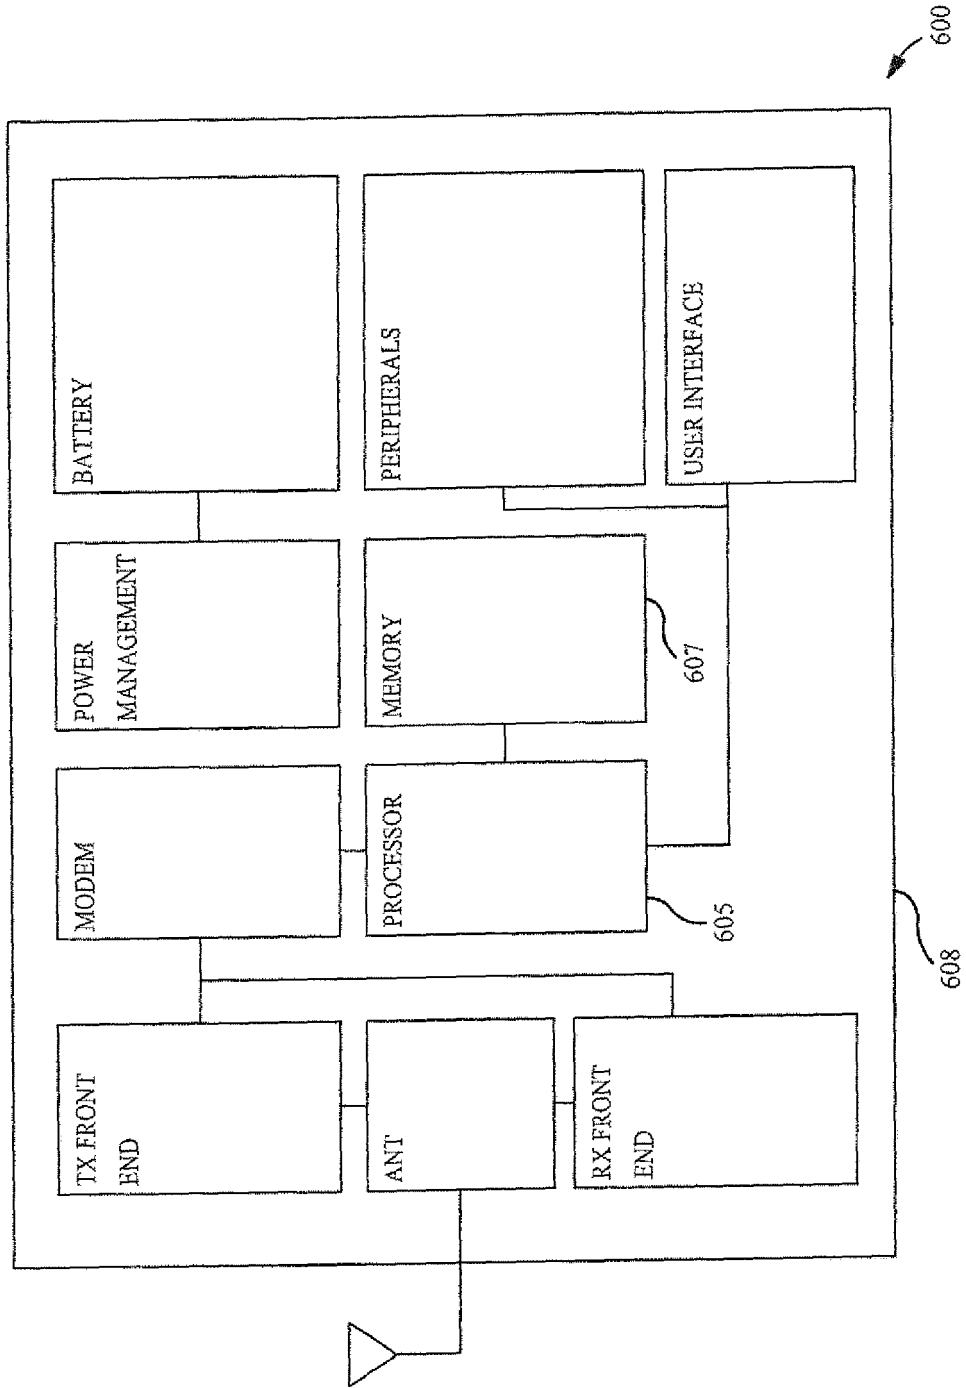 600
TX FRONT
END
MODEM
POWER
MANAGEMENT
BATTERY
ANT
PROCESSOR
MEMORY
PERIPHERALS
RX FRONT
END
605
607
USER INTERFACE
608